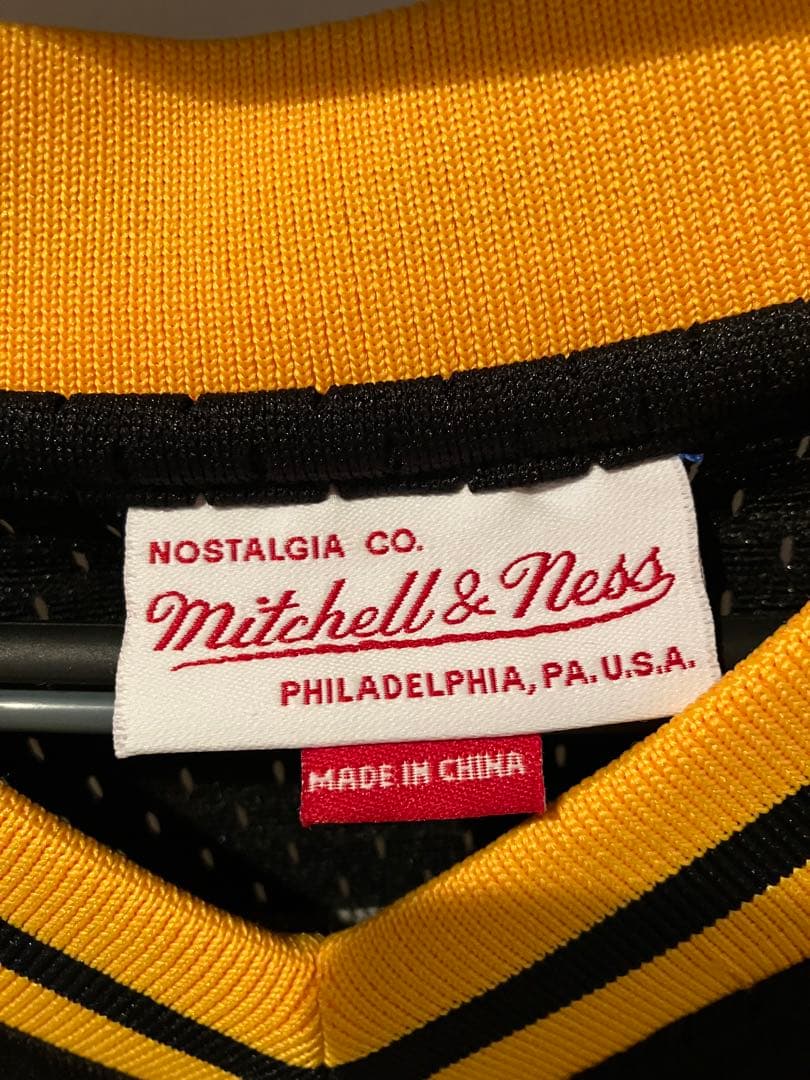 NOSTALGIA CO.
Mitchell & Ness
PHILADELPHIA, PA. U.S.A.
MADE IN CHINA